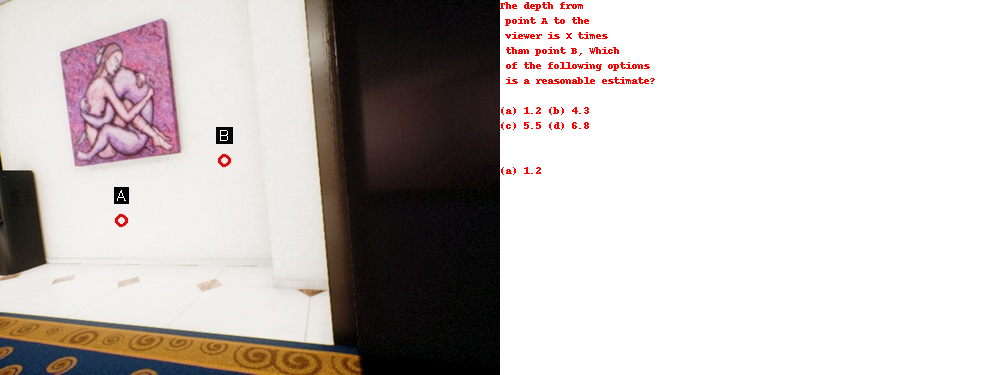 B
A
The depth from
point A to the
viewer is X times
than point B, Which
of the following options
is a reasonable estimate?
(a) 1.2 (b) 4.3
(c) 5.5 (d) 6.8
(a) 1.2